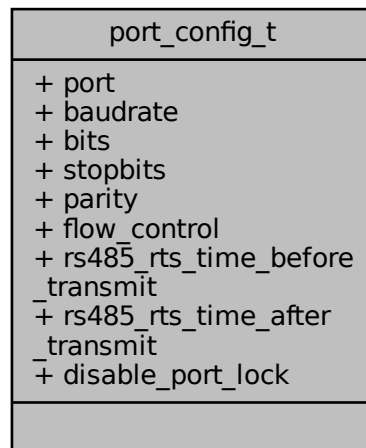 port_config_t
+ port
+ baudrate
+ bits
+ stopbits
+ parity
+ flow_control
+ rs485_rts_time_before
_transmit
+ rs485_rts_time_after
_transmit
+ disable_port_lock